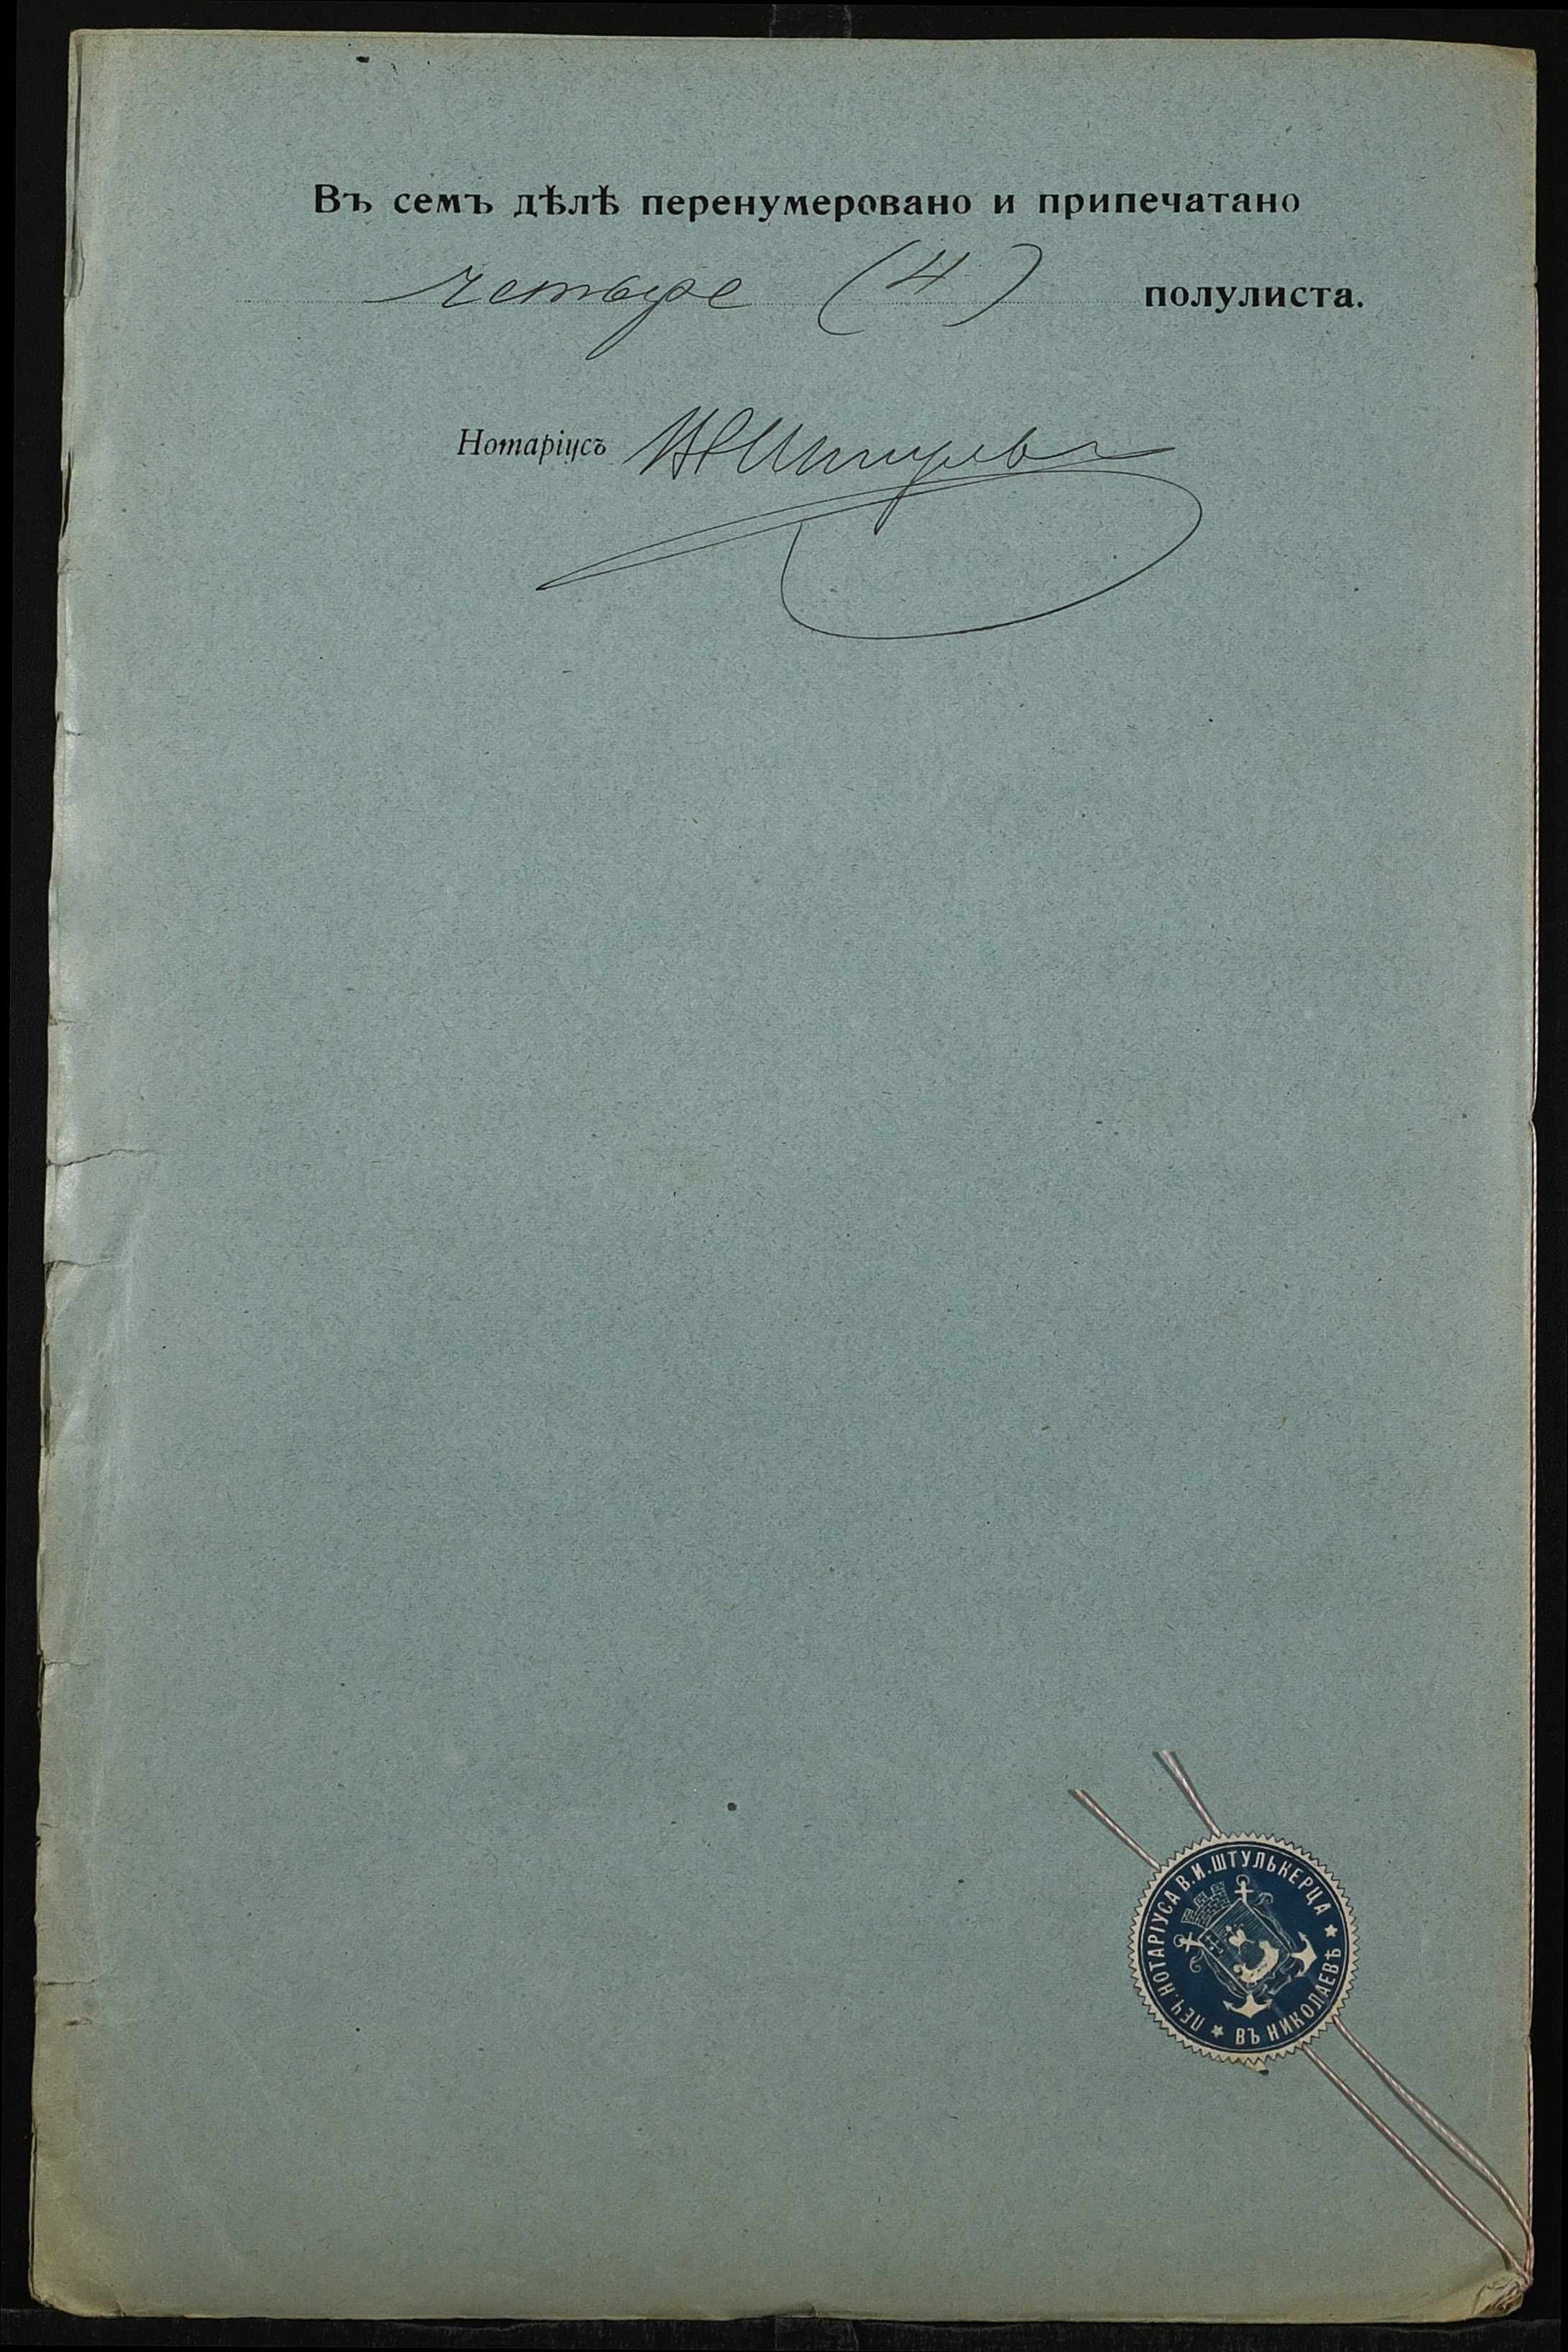 Въ семъ дѣлѣ перенумеровано и припечатано
четыре (4) полулиста.
Нотаріусъ
ПЕЧ. НОТАРІУСА В.И. ШТУЛЬКЕРЦА
ВЪ НИКОЛАЕВѢ